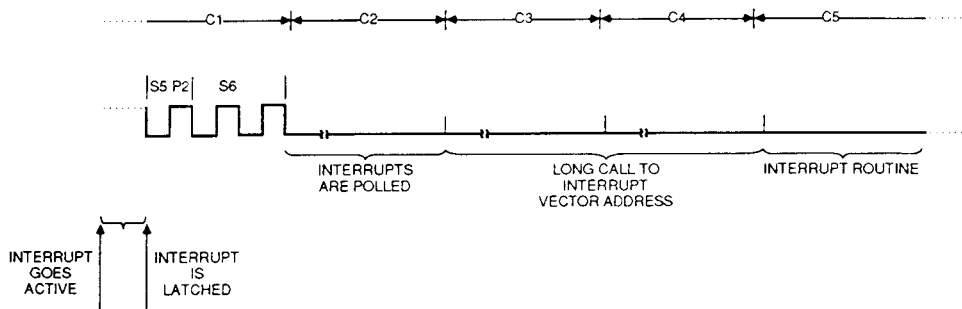 C1 C2 C3 C4 C5
S5 P2 S6
INTERRUPTS
ARE POLLED
LONG CALL TO
INTERRUPT
VECTOR ADDRESS
INTERRUPT ROUTINE
INTERRUPT
GOES
ACTIVE
INTERRUPT
IS
LATCHED